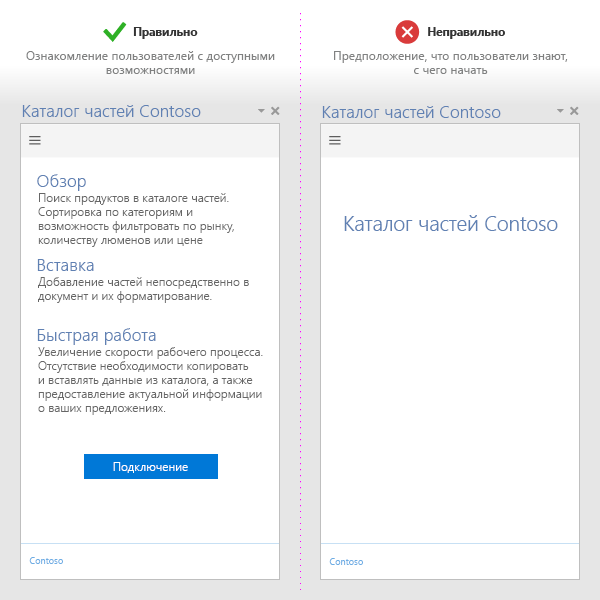 Правильно
Ознакомление пользователей с доступными
возможностями
Каталог частей Contoso
Обзор
Поиск продуктов в каталоге частей.
Сортировка по категориям и
возможность фильтровать по рынку,
количеству люменов или цене
Вставка
Добавление частей непосредственно в
документ и их форматирование.
Быстрая работа
Увеличение скорости рабочего процесса.
Отсутствие необходимости копировать
и вставлять данные из каталога, а также
предоставление актуальной информации
о ваших предложениях.
Подключение
Contoso
Неправильно
Предположение, что пользователи знают,
с чего начать
Каталог частей Contoso
Каталог частей Contoso
Contoso